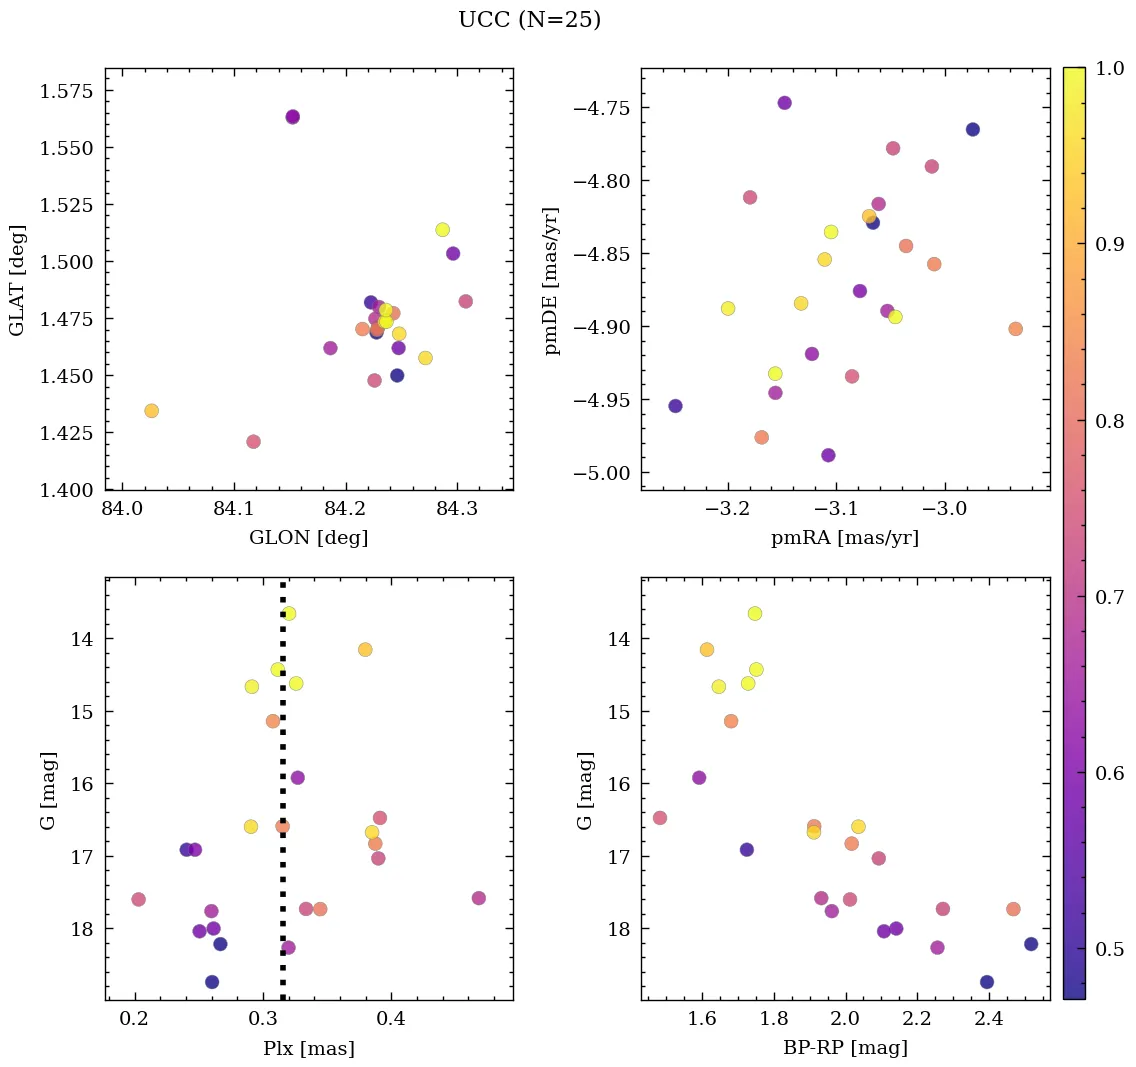 UCC (N=25)
1.575
1.550
1.525
1.500
1.475
1.450
1.425
1.400
GLAT [deg]
84.0 84.1 84.2 84.3
GLON [deg]
−4.75
−4.80
−4.85
−4.90
−4.95
−5.00
pmDE [mas/yr]
−3.2 −3.1 −3.0
pmRA [mas/yr]
14
15
16
17
18
G [mag]
0.2 0.3 0.4
Plx [mas]
14
15
16
17
18
G [mag]
1.6 1.8 2.0 2.2 2.4
BP-RP [mag]
1.0
0.9
0.8
0.7
0.6
0.5